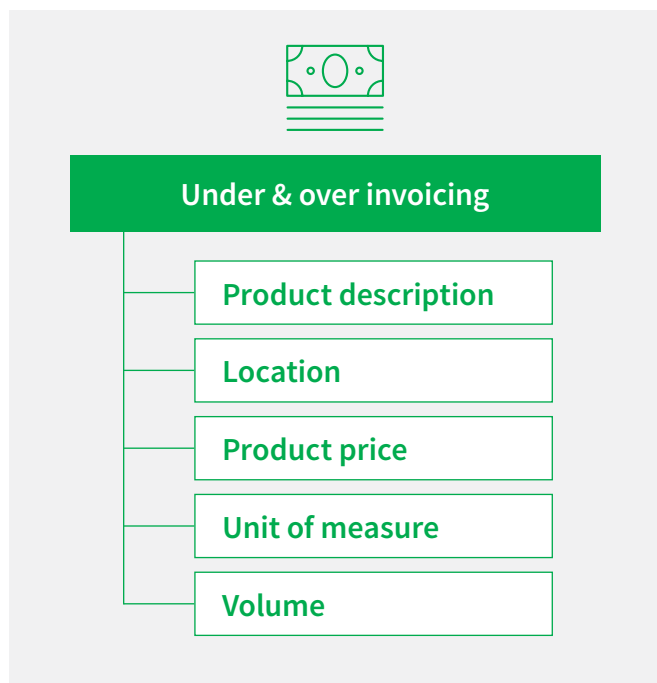 Under & over invoicing
Product description
Location
Product price
Unit of measure
Volume